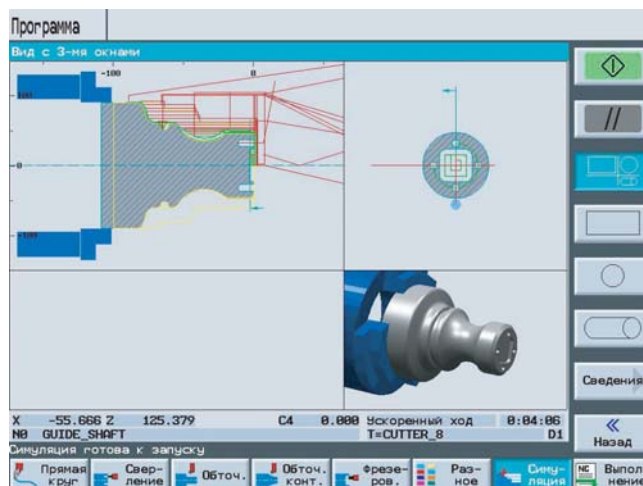 Программа
Вид с 3-мя окнами
-100 0
100
0
-100
//
Сведения
X -55.666 Z 125.379 C4 0.000 Ускоренный ход 0:04:06
N0 GUIDE_SHAFT T=CUTTER_8 D1
Симуляция готова к запуску
«
Назад
Прямая круг
Свер- ление
Обточ.
Обточ. конт.
Фрезе- ров.
Раз- ное
Симу- ляция
NC Выпол нени